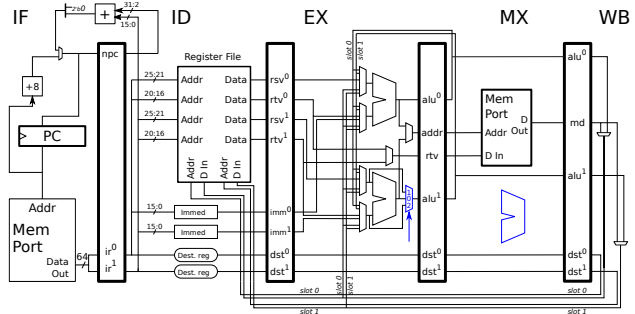 IF
ID
EX
MX
WB
2'b0
+
31:2
15:0
+8
PC
Addr
Mem
Port
Data
Out
64
npc
ir0
ir1
25:21
20:16
25:21
20:16
15:0
15:0
Register File
Addr Data
Addr Data
Addr Data
Addr Data
Addr
D In
Immed
Immed
Dest. reg
Dest. reg
rsv0
rtv0
rsv1
rtv1
imm0
imm1
dst0
dst1
slot 0
slot 1
slot 0
slot 1
slot 0
slot 1
alu0
addr
rtv
alu1
dst0
dst1
Mem
Port
Addr
D
Out
D In
alu0
md
alu1
dst0
dst1
slot 0
slot 1